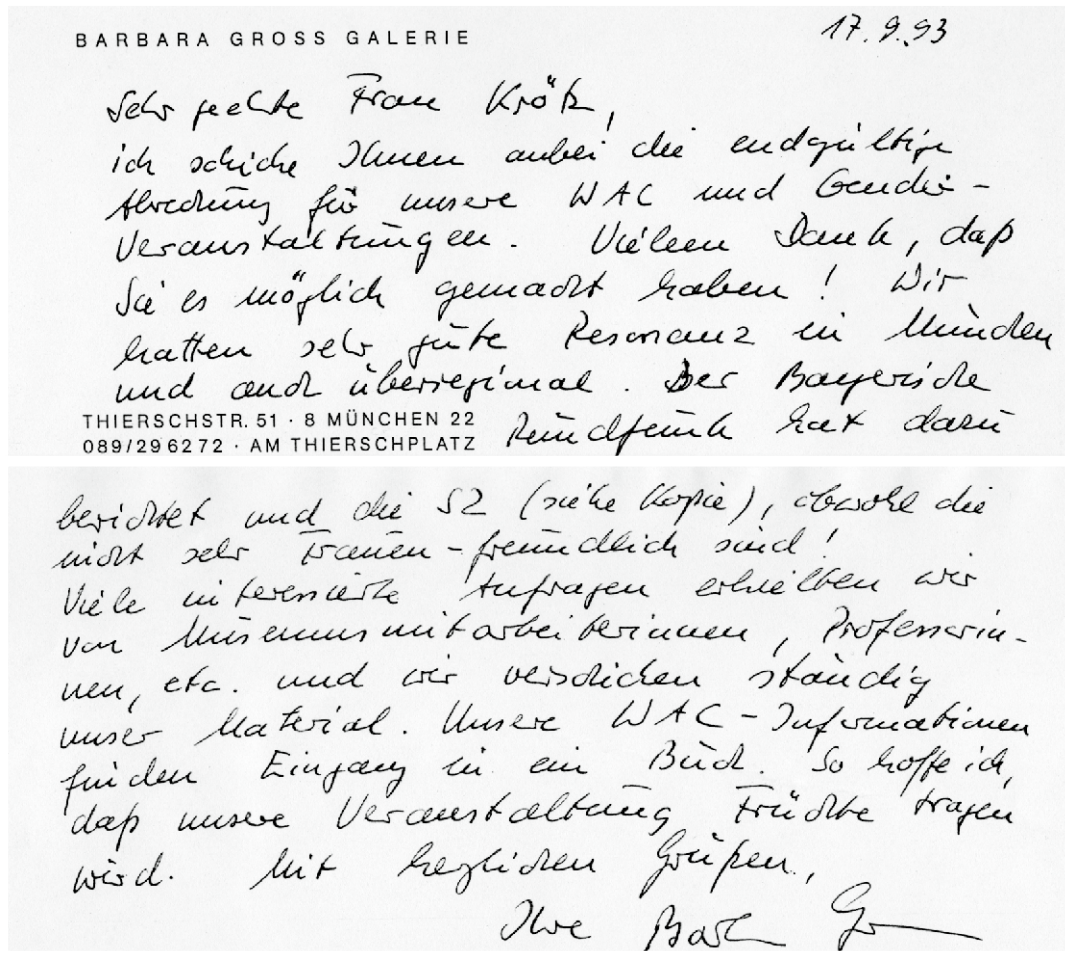 BARBARA GROSS GALERIE
17.9.93
Sehr geehrte Frau Krötz,
ich schicke Ihnen anbei die endgültige
Abrechnung für unsere WAC und Gender-
Veranstaltungen. Vielen Dank, daß
Sie es möglich gemacht haben! Wir
hatten sehr gute Resonanz in München
und auch überregional. Der Bayerische
THIERSCHSTR. 51 · 8 MÜNCHEN 22
089/296272 · AM THIERSCHPLATZ
Rundfunk hat dazu
berichtet und die SZ (siehe Kopie), obwohl die
nicht sehr Frauen-freundlich sind!
Viele interessierte Anfragen erhielten wir
von Museumsmitarbeiterinnen, Professorin-
nen, etc. und wir verschicken ständig
unser Material. Unsere WAC-Informationen
finden Eingang in ein Buch. So hoffe ich,
daß unsere Veranstaltung Früchte tragen
wird. Mit herzlichen Grüßen,
Ihre Barbara Gross